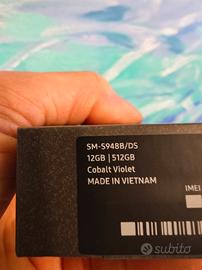 SM-S948B/DS
12GB | 512GB
Cobalt Violet
MADE IN VIETNAM
IMEI
subito